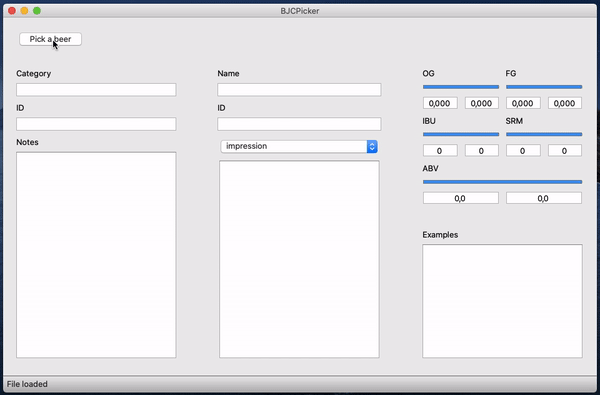 BJCPicker
Pick a beer
Category
Name
OG
FG
0,000
0,000
0,000
0,000
ID
ID
IBU
SRM
Notes
impression
0
0
0
0
ABV
0,0
0,0
Examples
File loaded